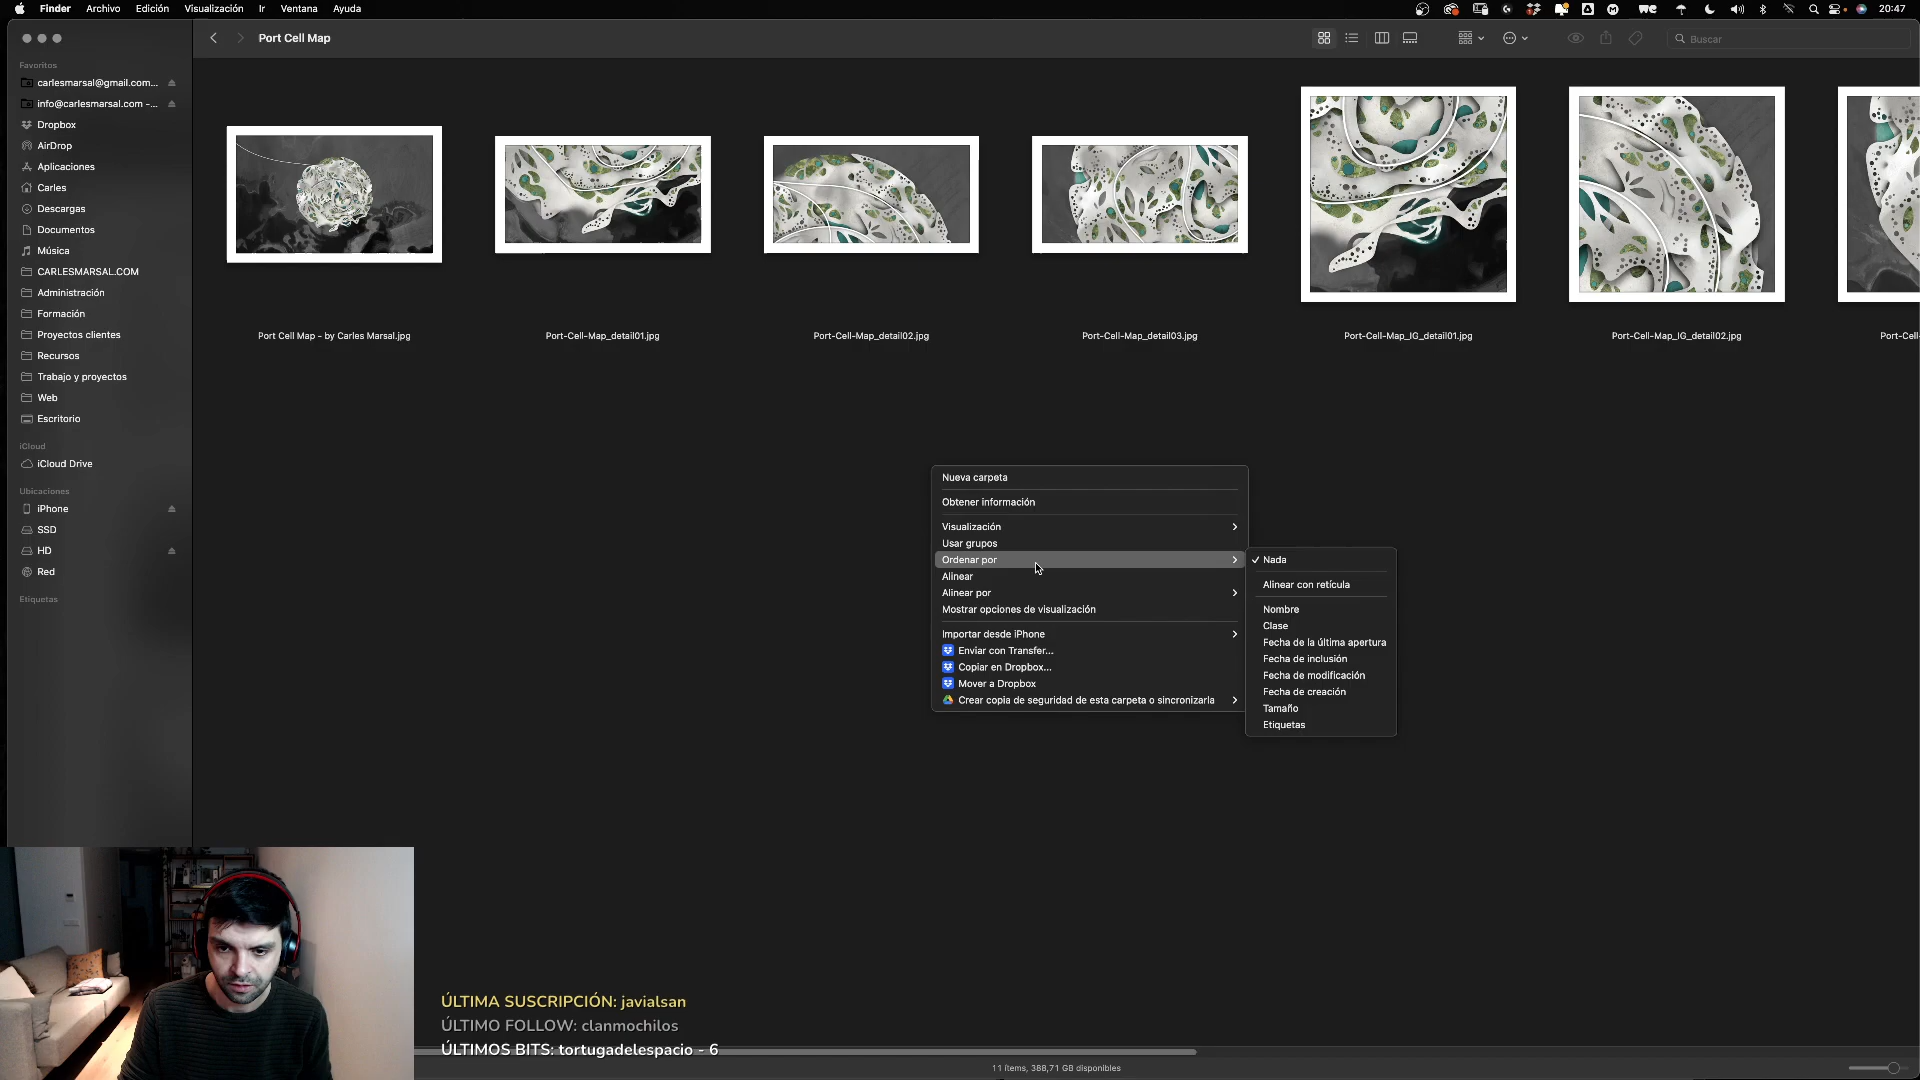 Finder Archivo Edición Visualización Ir Ventana Ayuda 20:47
Port Cell Map
Buscar
Favoritos
carlesmarsal@gmail.com...
info@carlesmarsal.com -...
Dropbox
AirDrop
Aplicaciones
Carles
Descargas
Documentos
Música
CARLESMARSAL.COM
Administración
Formación
Proyectos clientes
Recursos
Trabajo y proyectos
Web
Escritorio
iCloud
iCloud Drive
Ubicaciones
iPhone
SSD
HD
Red
Etiquetas
Port Cell Map - by Carles Marsal.jpg
Port-Cell-Map_detail01.jpg
Port-Cell-Map_detail02.jpg
Port-Cell-Map_detail03.jpg
Port-Cell-Map_IG_detail01.jpg
Port-Cell-Map_IG_detail02.jpg
Port-Cell-
Nueva carpeta
Obtener información
Visualización
Usar grupos
Ordenar por
Alinear
Alinear por
Mostrar opciones de visualización
Importar desde iPhone
Enviar con Transfer...
Copiar en Dropbox...
Mover a Dropbox
Crear copia de seguridad de esta carpeta o sincronizarla
Nada
Alinear con retícula
Nombre
Clase
Fecha de la última apertura
Fecha de inclusión
Fecha de modificación
Fecha de creación
Tamaño
Etiquetas
ÚLTIMA SUSCRIPCIÓN: javialsan
ÚLTIMO FOLLOW: clanmochilos
ÚLTIMOS BITS: tortugadelespacio - 6
11 ítems, 388,71 GB disponibles